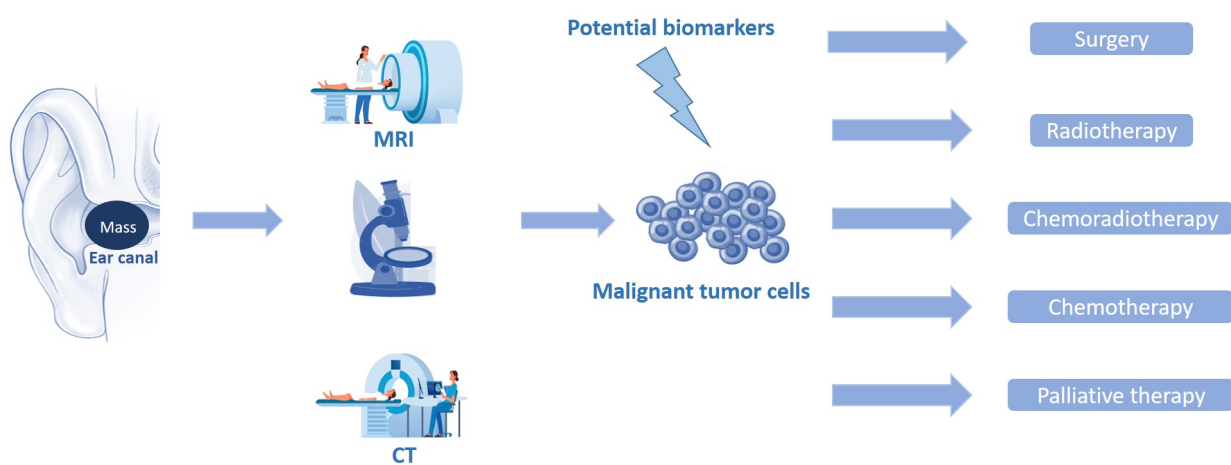 Mass
Ear canal
MRI
CT
Potential biomarkers
Malignant tumor cells
Surgery
Radiotherapy
Chemoradiotherapy
Chemotherapy
Palliative therapy